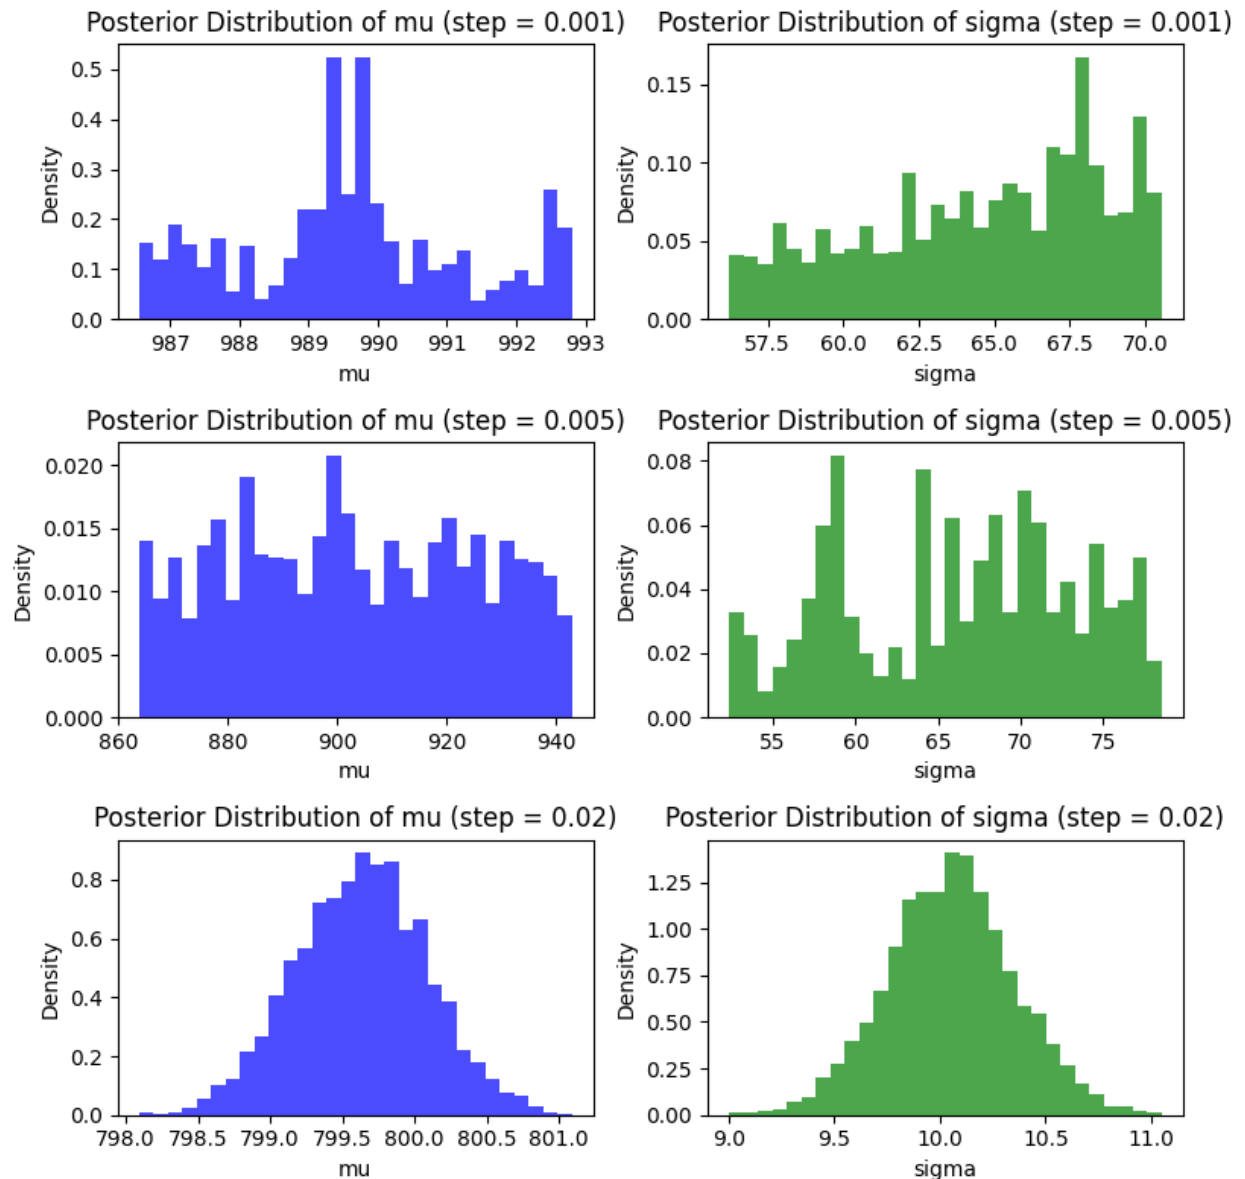 Posterior Distribution of mu (step = 0.001)
Density
0.5
0.4
0.3
0.2
0.1
0.0
987 988 989 990 991 992 993
mu
Posterior Distribution of sigma (step = 0.001)
Density
0.15
0.10
0.05
0.00
57.5 60.0 62.5 65.0 67.5 70.0
sigma
Posterior Distribution of mu (step = 0.005)
Density
0.020
0.015
0.010
0.005
0.000
860 880 900 920 940
mu
Posterior Distribution of sigma (step = 0.005)
Density
0.08
0.06
0.04
0.02
0.00
55 60 65 70 75
sigma
Posterior Distribution of mu (step = 0.02)
Density
0.8
0.6
0.4
0.2
0.0
798.0 798.5 799.0 799.5 800.0 800.5 801.0
mu
Posterior Distribution of sigma (step = 0.02)
Density
1.25
1.00
0.75
0.50
0.25
0.00
9.0 9.5 10.0 10.5 11.0
sigma